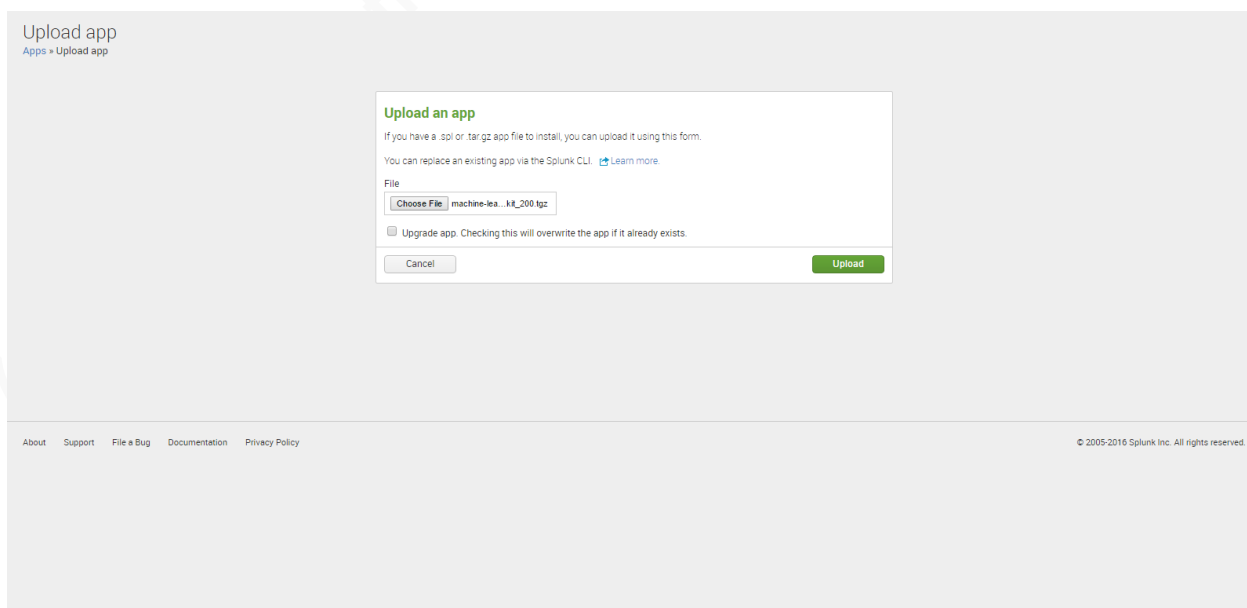 Upload app
Apps » Upload app
Upload an app
If you have a .spl or .tar.gz app file to install, you can upload it using this form.
You can replace an existing app via the Splunk CLI. Learn more.
File
Choose File machine-lea...kit_200.tgz
Upgrade app. Checking this will overwrite the app if it already exists.
Cancel Upload
About Support File a Bug Documentation Privacy Policy © 2005-2016 Splunk Inc. All rights reserved.